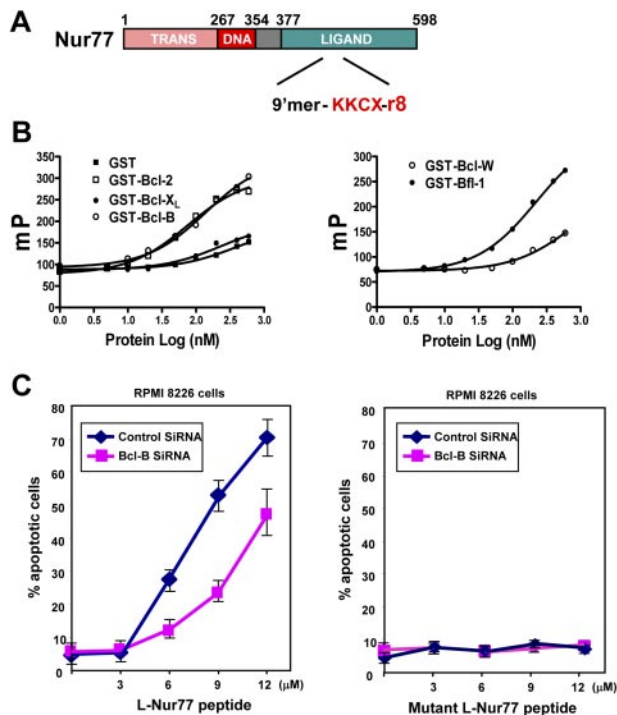 A
1 267 354 377 598
Nur77 TRANS DNA LIGAND
9'mer-KKCX-r8
B
350
300
250
200
150
100
50
0
mP
GST
GST-Bcl-2
GST-Bcl-XL
GST-Bcl-B
0.0 0.5 1.0 1.5 2.0 2.5 3.0
Protein Log (nM)
350
300
250
200
150
100
50
0
mP
GST-Bcl-W
GST-Bfl-1
0.0 0.5 1.0 1.5 2.0 2.5 3.0
Protein Log (nM)
C
RPMI 8226 cells
80
70
60
50
40
30
20
10
0
% apoptotic cells
Control SiRNA
Bcl-B SiRNA
3 6 9 12 (μM)
L-Nur77 peptide
RPMI 8226 cells
80
70
60
50
40
30
20
10
0
% apoptotic cells
Control SiRNA
Bcl-B SiRNA
3 6 9 12 (μM)
Mutant L-Nur77 peptide